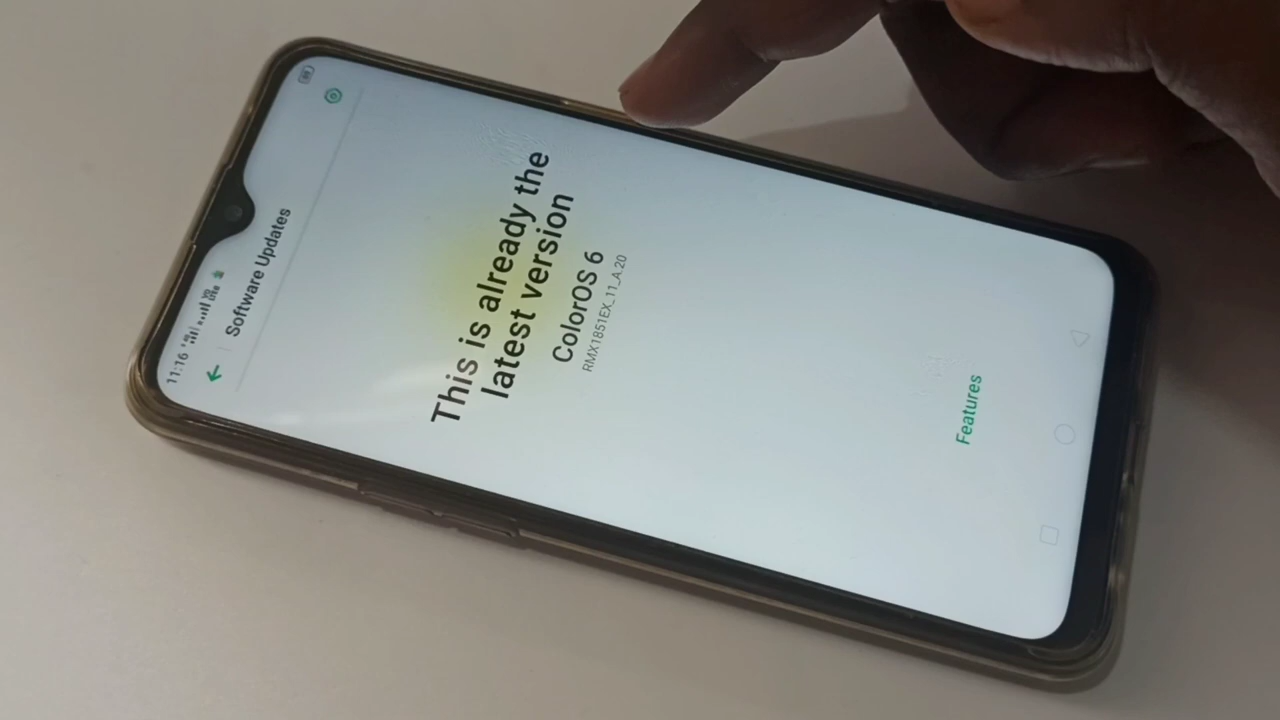 11:16
Software Updates
This is already the
latest version
ColorOS 6
RMX1851EX_11_A.20
Features